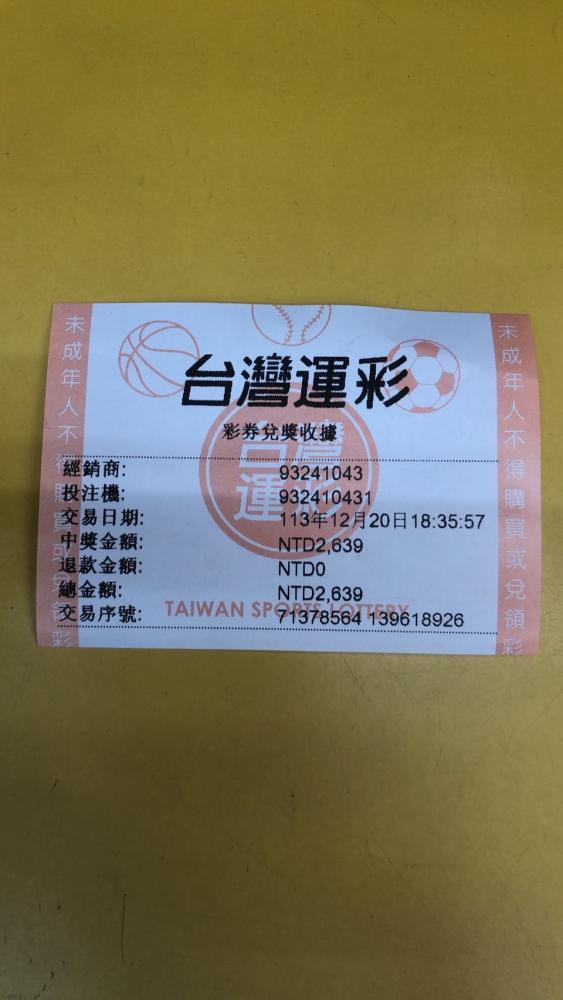 台灣運彩
彩券兌獎收據
經銷商: 93241043
投注機: 932410431
交易日期: 113年12月20日18:35:57
中獎金額: NTD2,639
退款金額: NTD0
總金額: NTD2,639
交易序號: 71378564 139618926
台灣運彩
TAIWAN SPORTS LOTTERY
未成年人不得購買或兌領彩
未成年人不得購買或兌領彩